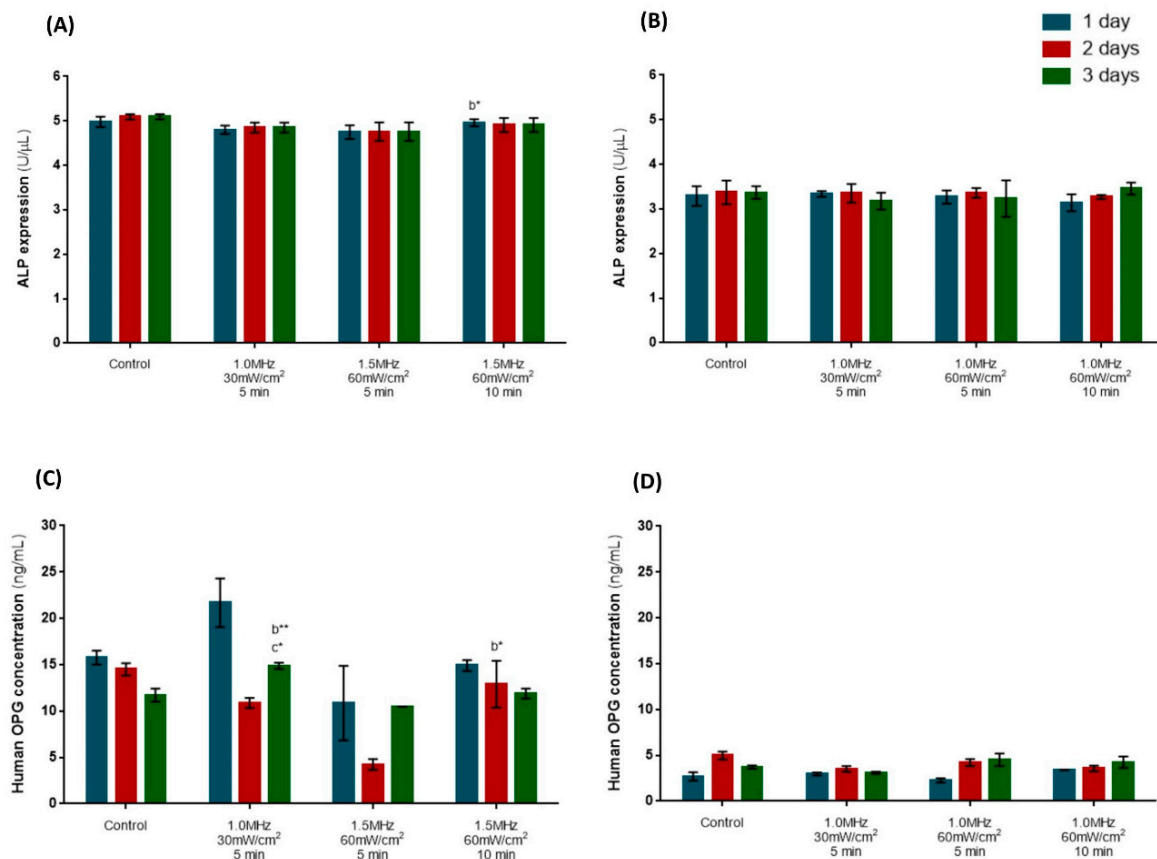 (A)
ALP expression (U/µL)
6
5
4
3
2
1
0
b*
Control
1.0MHz
30mW/cm²
5 min
1.5MHz
60mW/cm²
5 min
1.5MHz
60mW/cm²
10 min
(B)
1 day
2 days
3 days
ALP expression (U/µL)
6
5
4
3
2
1
0
Control
1.0MHz
30mW/cm²
5 min
1.0MHz
60mW/cm²
5 min
1.0MHz
60mW/cm²
10 min
(C)
Human OPG concentration (ng/mL)
30
25
20
15
10
5
0
b**
c*
b*
Control
1.0MHz
30mW/cm²
5 min
1.5MHz
60mW/cm²
5 min
1.5MHz
60mW/cm²
10 min
(D)
Human OPG concentration (ng/mL)
30
25
20
15
10
5
0
Control
1.0MHz
30mW/cm²
5 min
1.0MHz
60mW/cm²
5 min
1.0MHz
60mW/cm²
10 min